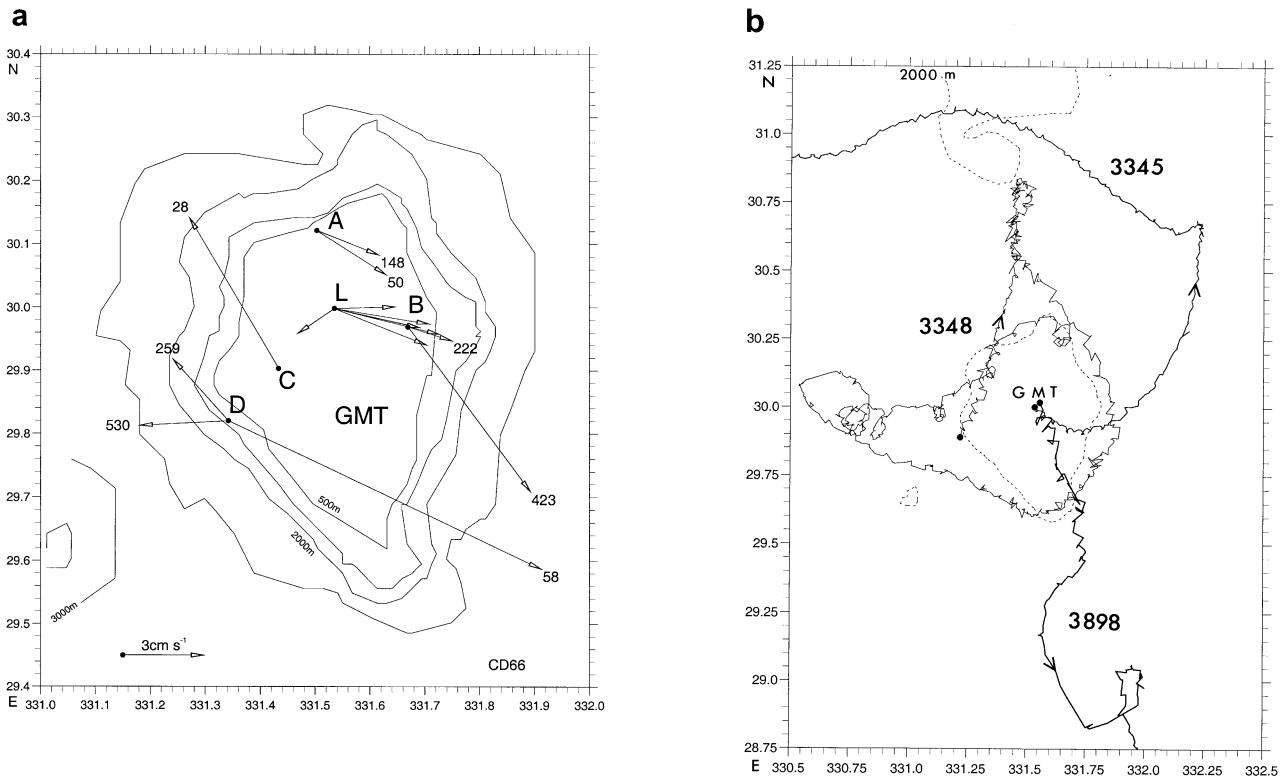 a
30.4
N
30.3
30.2
30.1
30.0
29.9
29.8
29.7
29.6
29.5
29.4
E
331.0 331.1 331.2 331.3 331.4 331.5 331.6 331.7 331.8 331.9 332.0
28
A
148
50
L
B
222
259
C
D
530
GMT
423
500m
2000m
58
3000m
3cm s⁻¹
CD66
b
31.25
N
31.0
30.75
30.5
30.25
30.0
29.75
29.5
29.25
29.0
28.75
E
330.5 330.75 331.0 331.25 331.5 331.75 332.0 332.25 332.5
2000 m
3345
3348
G M T
3898